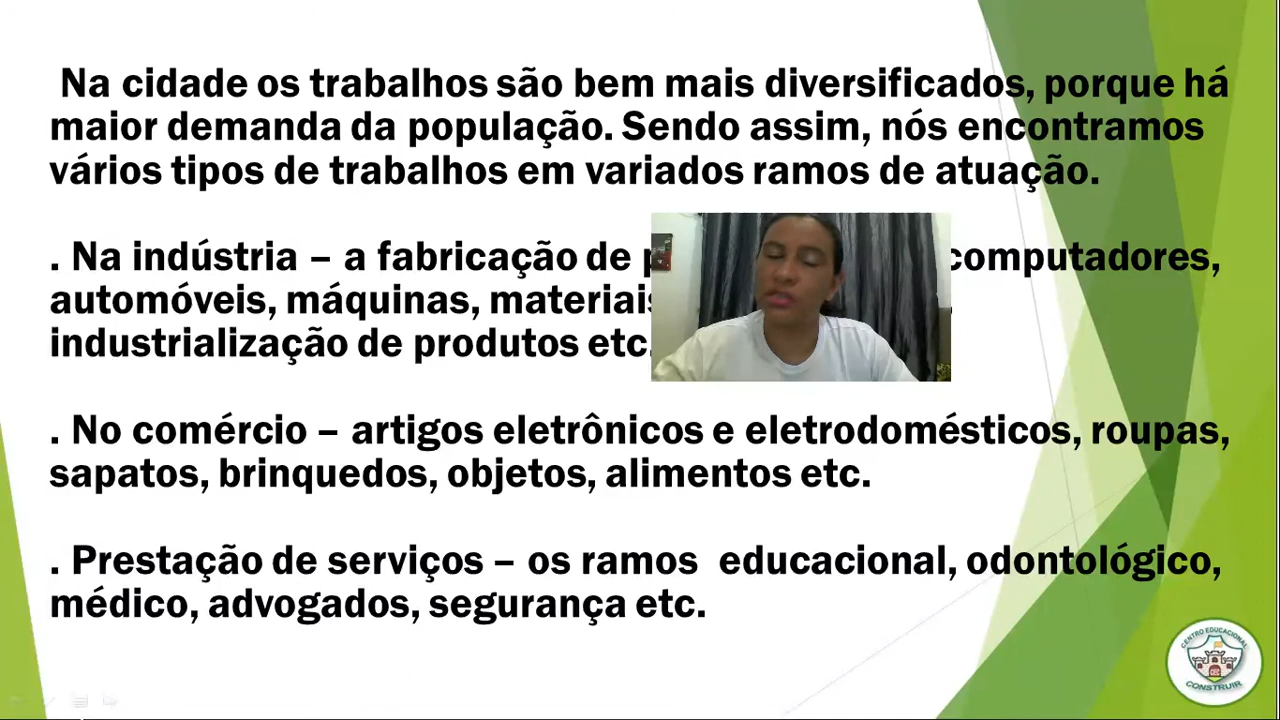 Na cidade os trabalhos são bem mais diversificados, porque há
maior demanda da população. Sendo assim, nós encontramos
vários tipos de trabalhos em variados ramos de atuação.
. Na indústria – a fabricação de computadores,
automóveis, máquinas, materiais
industrialização de produtos etc.
. No comércio – artigos eletrônicos e eletrodomésticos, roupas,
sapatos, brinquedos, objetos, alimentos etc.
. Prestação de serviços – os ramos educacional, odontológico,
médico, advogados, segurança etc.
CENTRO EDUCACIONAL
CONSTRUIR